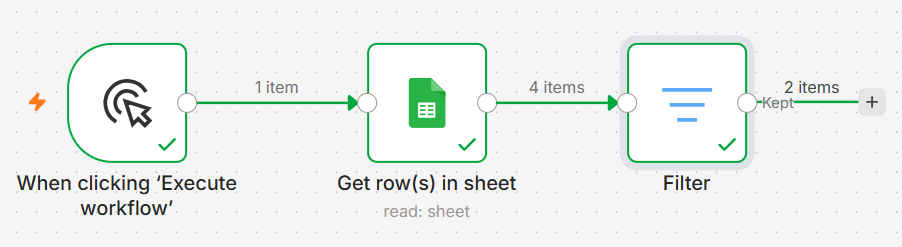 1 item
4 items
2 items
Kept
When clicking ‘Execute
workflow’
Get row(s) in sheet
read: sheet
Filter